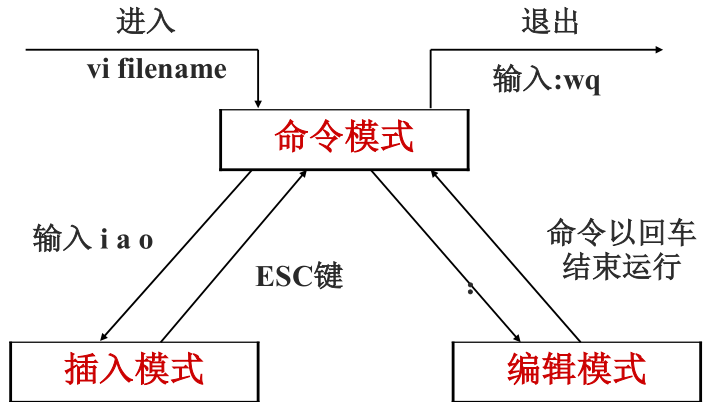 进入
退出
vi filename
输入:wq
命令模式
输入 i a o
命令以回车
结束运行
ESC键
:
插入模式
编辑模式